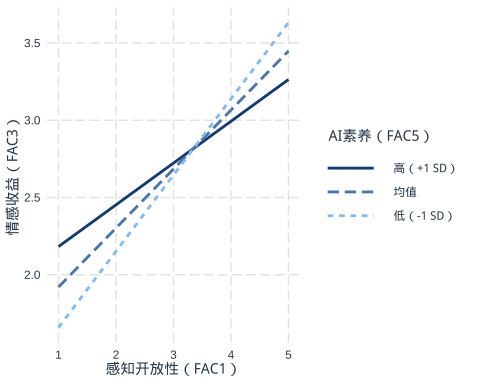 3.5
3.0
2.5
2.0
情感收益（FAC3）
1 2 3 4 5
感知开放性（FAC1）
AI素养（FAC5）
高（+1 SD）
均值
低（-1 SD）